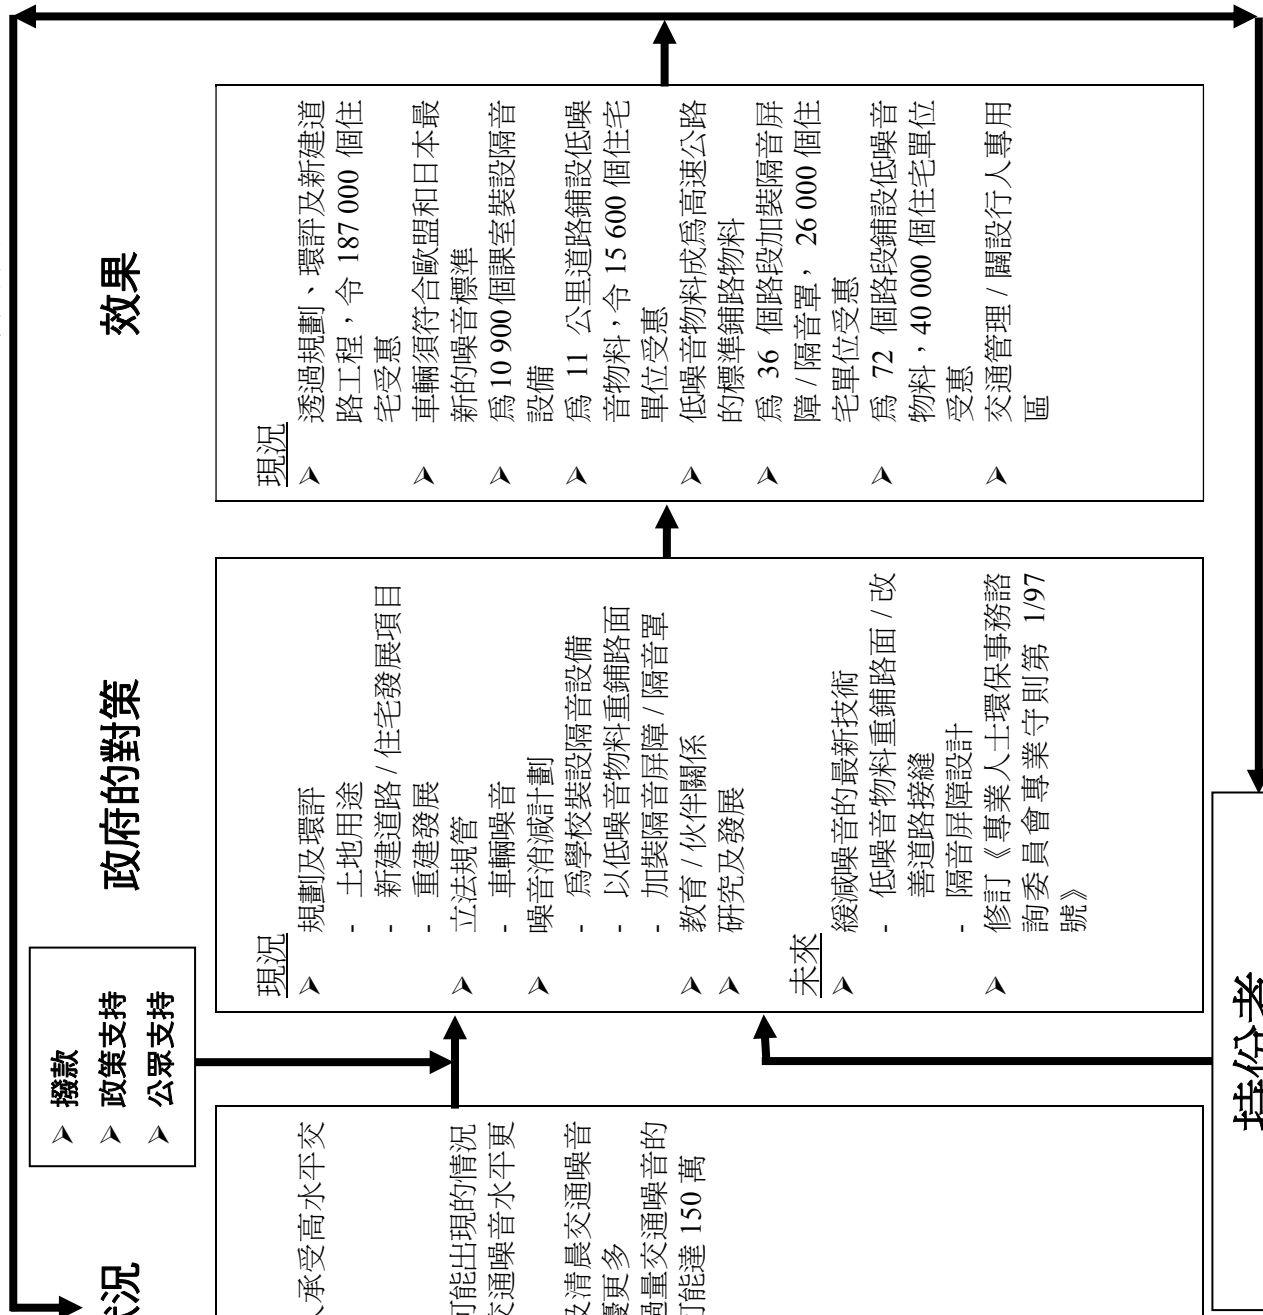 況
承受高水平交
可能出現的情況
交通噪音水平更
及清晨交通噪音
更多
過量交通噪音的
可能達 150 萬
➢ 撥款
➢ 政策支持
➢ 公眾支持
政府的對策
現況
➢ 規劃及環評
- 土地用途
- 新建道路 / 住宅發展項目
- 重建發展
➢ 立法規管
- 車輛噪音
➢ 噪音消減計劃
- 爲學校裝設隔音設備
- 以低噪音物料重鋪路面
- 加裝隔音屏障 / 隔音罩
➢ 教育 / 伙伴關係
➢ 研究及發展
未來
➢ 緩減噪音的最新技術
- 低噪音物料重鋪路面 / 改
善道路接縫
- 隔音屏障設計
➢ 修訂《專業人士環保事務諮
詢委員會專業守則第 1/97
號》
效果
現況
➢ 透過規劃、環評及新建道
路工程，令 187 000 個住
宅受惠
➢ 車輛須符合歐盟和日本最
新的噪音標準
➢ 爲 10 900 個課室裝設隔音
設備
➢ 爲 11 公里道路鋪設低噪
音物料，令 15 600 個住宅
單位受惠
➢ 低噪音物料成爲高速公路
的標準鋪路物料
➢ 爲 36 個路段加裝隔音屏
障 / 隔音罩，26 000 個住
宅單位受惠
➢ 爲 72 個路段鋪設低噪音
物料，40 000 個住宅單位
受惠
➢ 交通管理 / 闢設行人專用
區
持份者